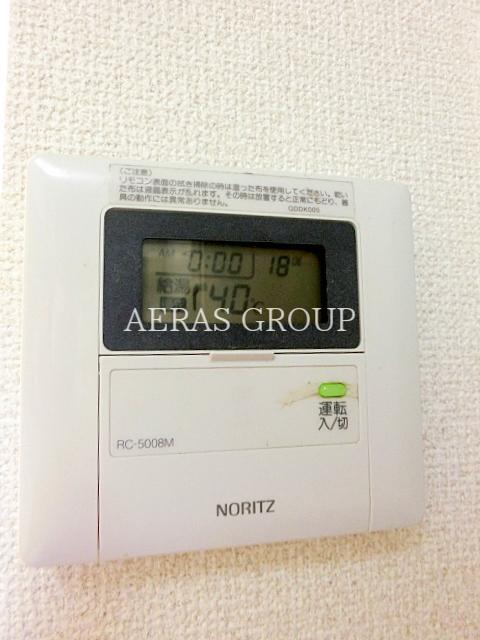 〈ご注意〉
リモコン表面の拭き掃除の時は湿った布を使用してください。乾い
た布は液晶表示が乱れます。その時は放置すると正常にもどり、器
具の動作には異常ありません。
QDDK005
AM 0:00 18
給湯 40 ℃
AERAS GROUP
運転
入/切
RC-5008M
NORITZ